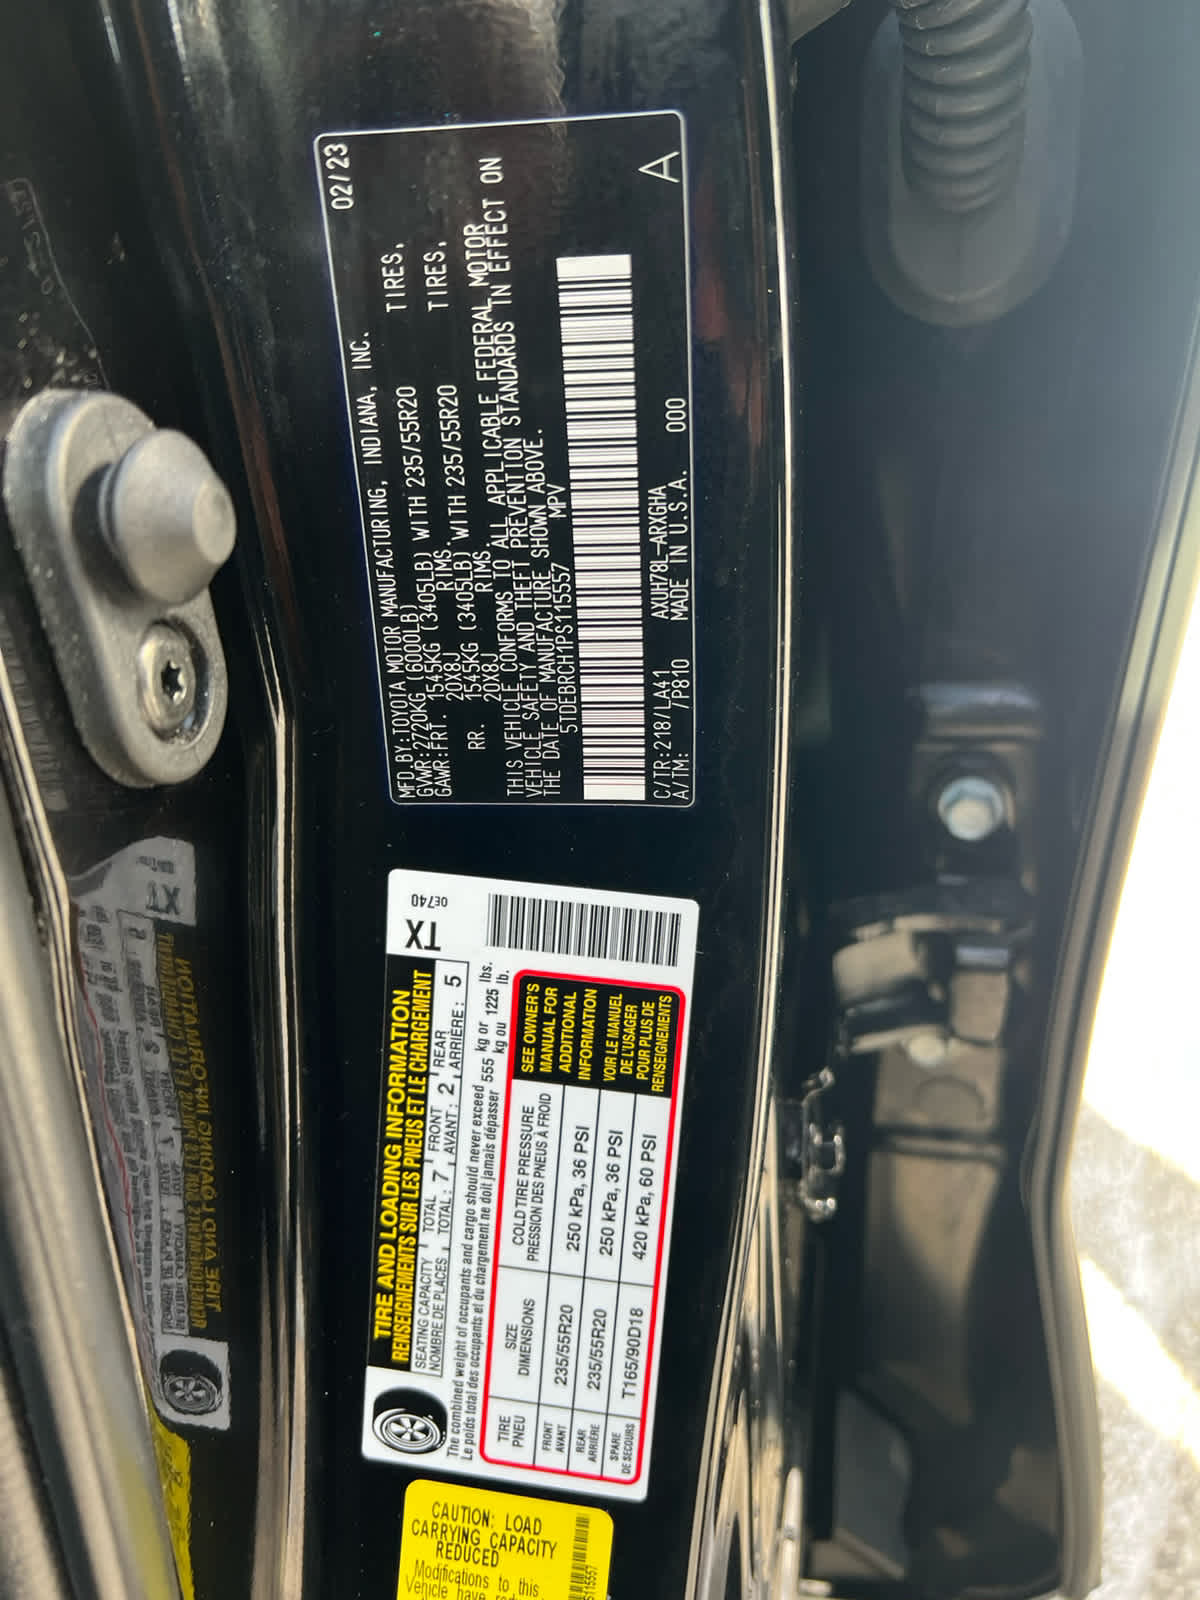 02/23
MFD.BY:TOYOTA MOTOR MANUFACTURING, INDIANA, INC.
GVWR:2720KG (6000LB)
GAWR:FRT. 1545KG (3405LB) WITH 235/55R20 TIRES,
20X8J RIMS,
RR. 1545KG (3405LB) WITH 235/55R20 TIRES,
20X8J RIMS.
THIS VEHICLE CONFORMS TO ALL APPLICABLE FEDERAL MOTOR
VEHICLE SAFETY AND THEFT PREVENTION STANDARDS IN EFFECT ON
THE DATE OF MANUFACTURE SHOWN ABOVE.
5TDEBRCH1PS115557 MPV
C/TR:218/LA41 AXUH78L-ARXGHA
A/TM: /P810 MADE IN U.S.A. 000
A
TIRE AND LOADING INFORMATION
RENSEIGNEMENTS SUR LES PNEUS ET LE CHARGEMENT
TX
0E740
SEATING CAPACITY TOTAL FRONT REAR
NOMBRE DE PLACES TOTAL: 7 AVANT: 2 ARRIÈRE: 5
The combined weight of occupants and cargo should never exceed 555 kg or 1225 lbs.
Le poids total des occupants et du chargement ne doit jamais dépasser 555 kg ou 1225 lb.
TIRE SIZE COLD TIRE PRESSURE
PNEU DIMENSIONS PRESSION DES PNEUS À FROID
FRONT AVANT 235/55R20 250 kPa, 36 PSI
REAR ARRIÈRE 235/55R20 250 kPa, 36 PSI
SPARE DE SECOURS T165/90D18 420 kPa, 60 PSI
SEE OWNER'S
MANUAL FOR
ADDITIONAL
INFORMATION
VOIR LE MANUEL
DE L'USAGER
POUR PLUS DE
RENSEIGNEMENTS
CAUTION: LOAD
CARRYING CAPACITY
REDUCED
Modifications to this
Vehicle have
115557